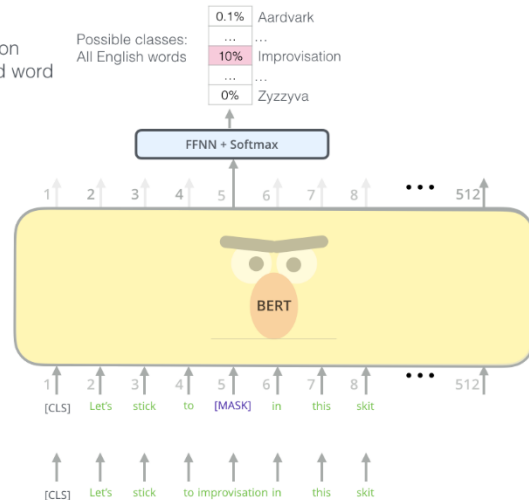 0.1% Aardvark
... ...
10% Improvisation
... ...
0% Zyzzyva
on
d word
Possible classes:
All English words
FFNN + Softmax
1 2 3 4 5 6 7 8 ••• 512
BERT
1 2 3 4 5 6 7 8 ••• 512
[CLS] Let's stick to [MASK] in this skit
[CLS] Let's stick to improvisation in this skit